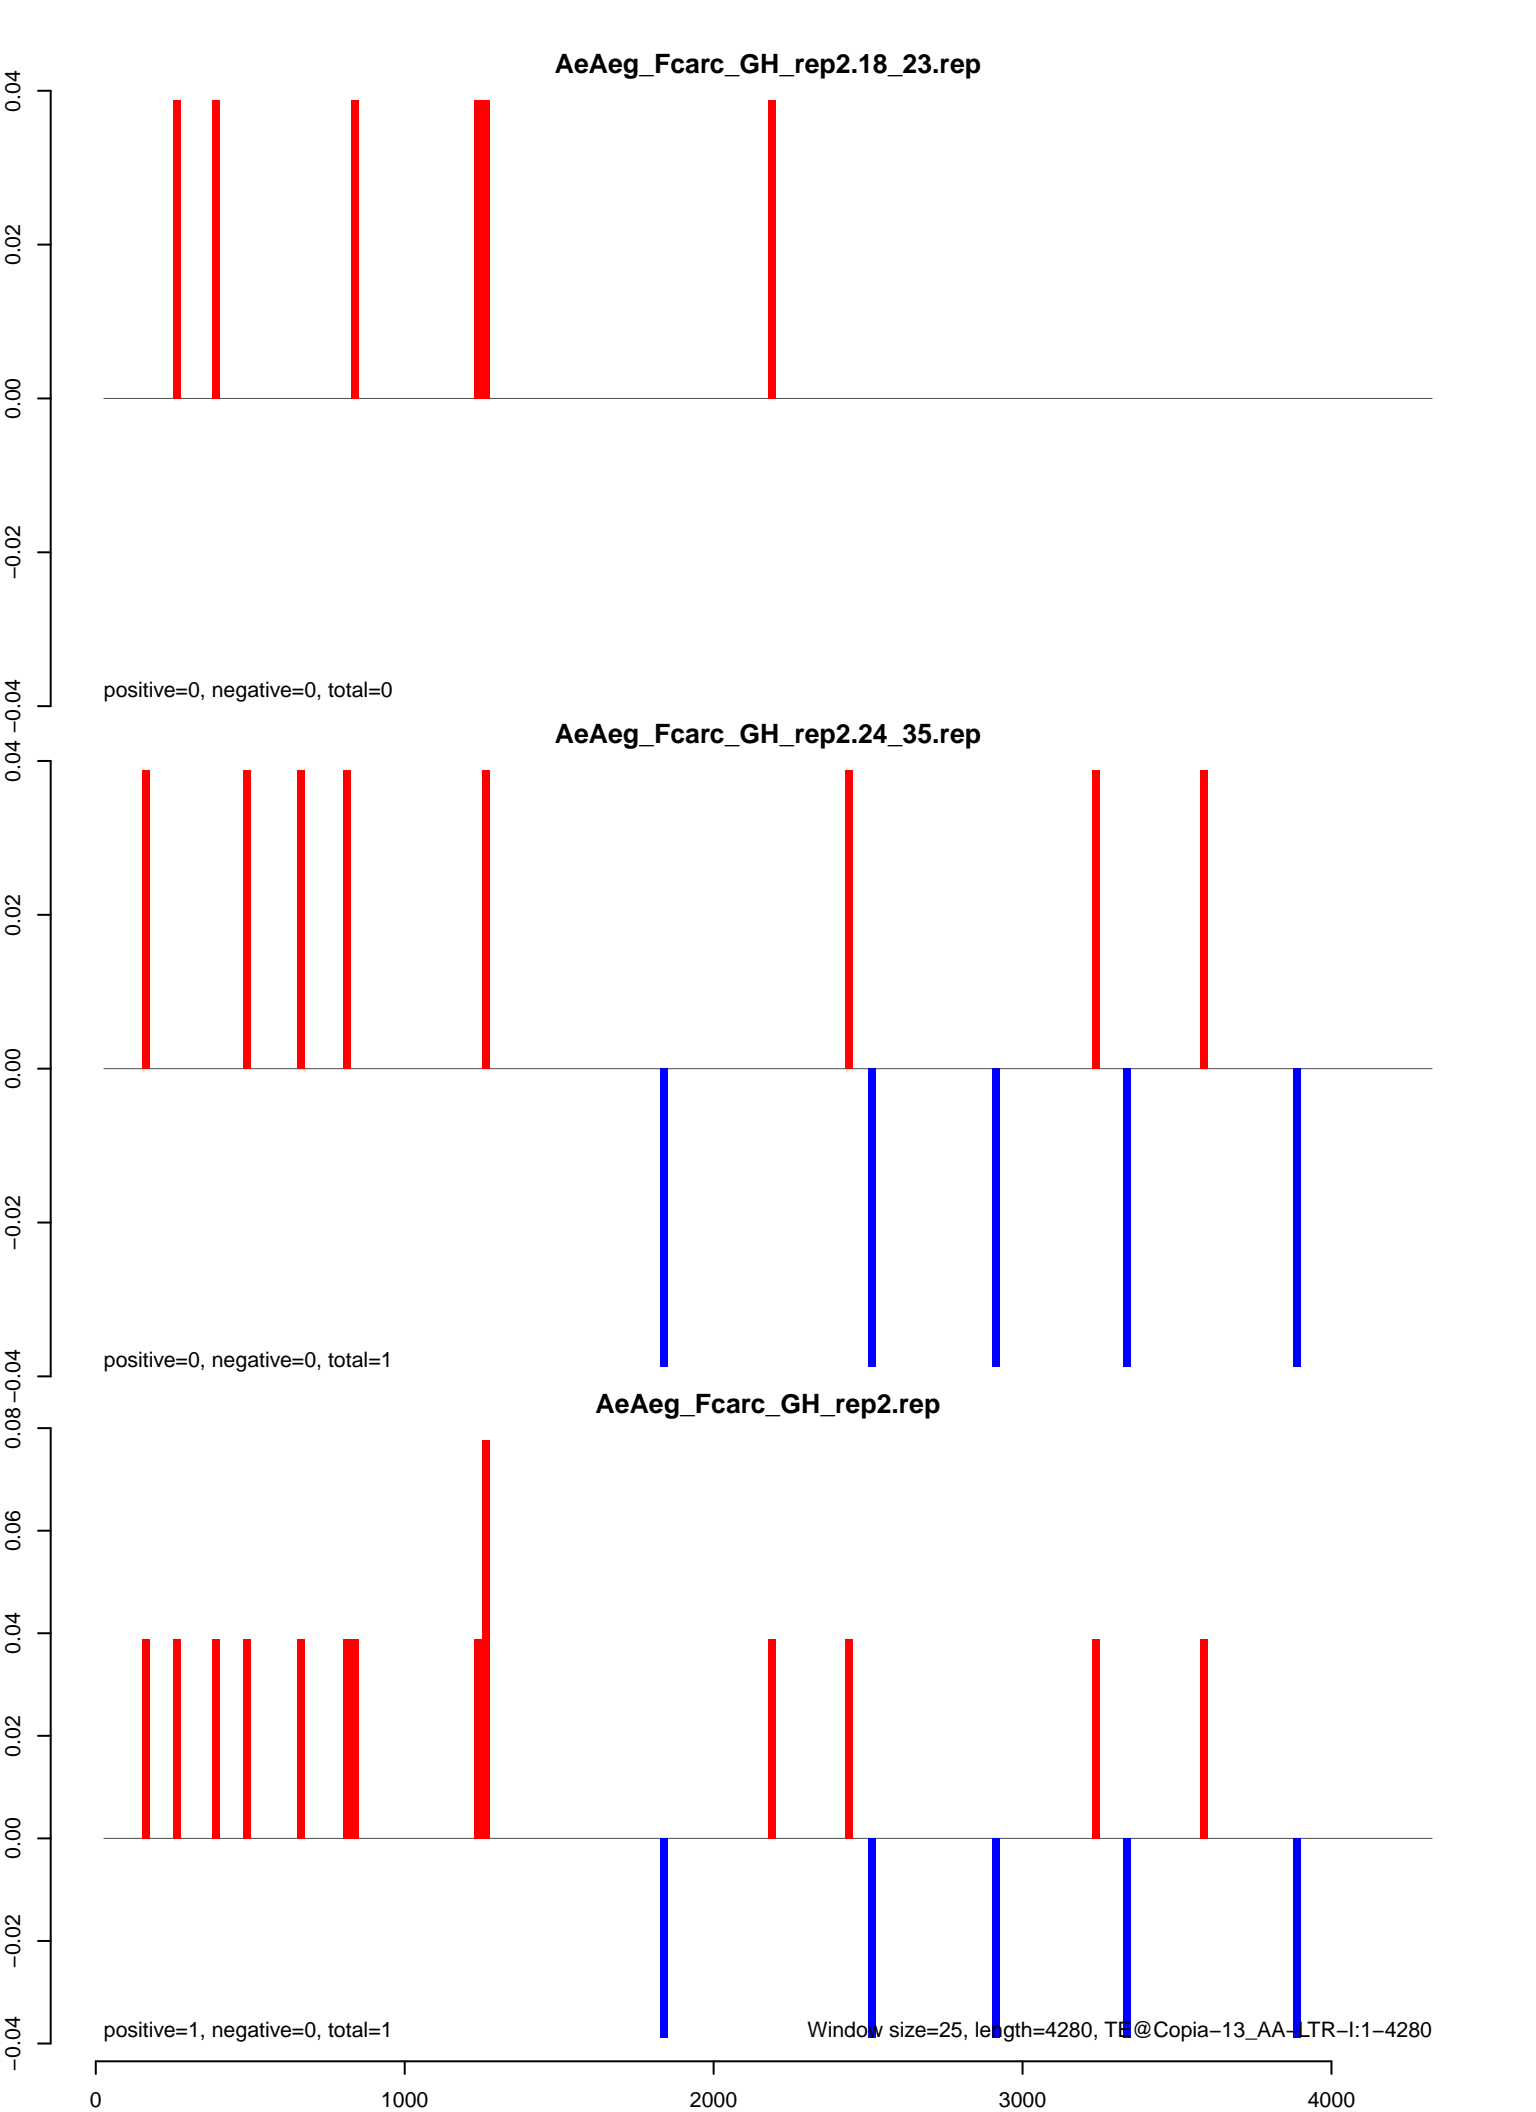 AeAeg_Fcarc_GH_rep2.18_23.rep
0.04
0.02
0.00
−0.02
−0.04
positive=0, negative=0, total=0
AeAeg_Fcarc_GH_rep2.24_35.rep
0.04
0.02
0.00
−0.02
−0.04
positive=0, negative=0, total=1
AeAeg_Fcarc_GH_rep2.rep
0.08
0.06
0.04
0.02
0.00
−0.02
−0.04
positive=1, negative=0, total=1
Window size=25, length=4280, TE@Copia−13_AA−LTR−I:1−4280
0 1000 2000 3000 4000